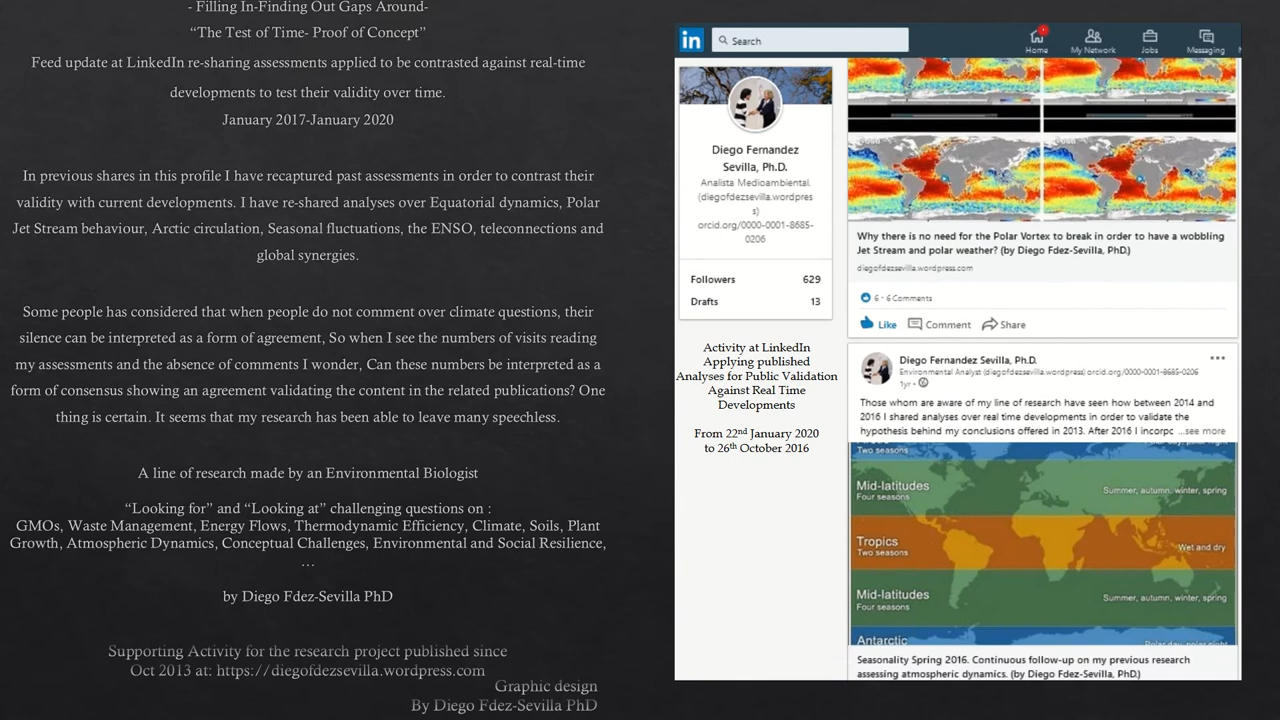 - Filling In-Finding Out Gaps Around-
“The Test of Time- Proof of Concept”
Feed update at LinkedIn re-sharing assessments applied to be contrasted against real-time
developments to test their validity over time.
January 2017-January 2020
In previous shares in this profile I have recaptured past assessments in order to contrast their
validity with current developments. I have re-shared analyses over Equatorial dynamics, Polar
Jet Stream behaviour, Arctic circulation, Seasonal fluctuations, the ENSO, teleconnections and
global synergies.
Some people has considered that when people do not comment over climate questions, their
silence can be interpreted as a form of agreement, So when I see the numbers of visits reading
my assessments and the absence of contraments I wonder, Can these numbers be interpreted as a
form of consensus showing an agreement validating the content in the related publications? One
thing is certain. It seems that my research has been able to leave many speechless.
A line of research made by an Environmental Biologist
“Looking for” and “Looking at” challenging questions on :
GMOs, Waste Management, Energy Flows, Thermodynamic Efficiency, Climate, Soils, Plant
Growth, Atmospheric Dynamics, Conceptual Challenges, Environmental and Social Resilience,
…
by Diego Fdez-Sevilla PhD
Supporting Activity for the research project published since
Oct 2013 at: https://diegofdezsevilla.wordpress.com
Graphic design
By Diego Fdez-Sevilla PhD
in
Search
Home
My Network
Jobs
Messaging
Diego Fernandez
Sevilla, Ph.D.
Analista Medioambiental.
(diegofdezsevilla.wordpres
s)
orcid.org/0000-0001-8685-
0206
Followers 629
Drafts 13
Activity at LinkedIn
Applying published
Analyses for Public Validation
Against Real Time
Developments
From 22nd January 2020
to 26th October 2016
Why there is no need for the Polar Vortex to break in order to have a wobbling
Jet Stream and polar weather? (by Diego Fdez-Sevilla, PhD.)
diegofdezsevilla.wordpress.com
6 · 6 Comments
Like Comment Share
Diego Fernandez Sevilla, Ph.D.
Environmental Analyst (diegofdezsevilla.wordpress) orcid.org/0000-0001-8685-0206
1yr •
Those whom are aware of my line of research have seen how between 2014 and
2016 I shared analyses over real time developments in order to validate the
hypothesis behind my conclusions offered in 2013. After 2016 I incorpc ...see more
Two seasons
Mid-latitudes
Four seasons
Summer, autumn, winter, spring
Tropics
Two seasons
Wet and dry
Mid-latitudes
Four seasons
Summer, autumn, winter, spring
Antarctic
Polar day, polar night
Seasonality Spring 2016. Continuous follow-up on my previous research
assessing atmospheric dynamics. (by Diego Fdez-Sevilla, PhD.)